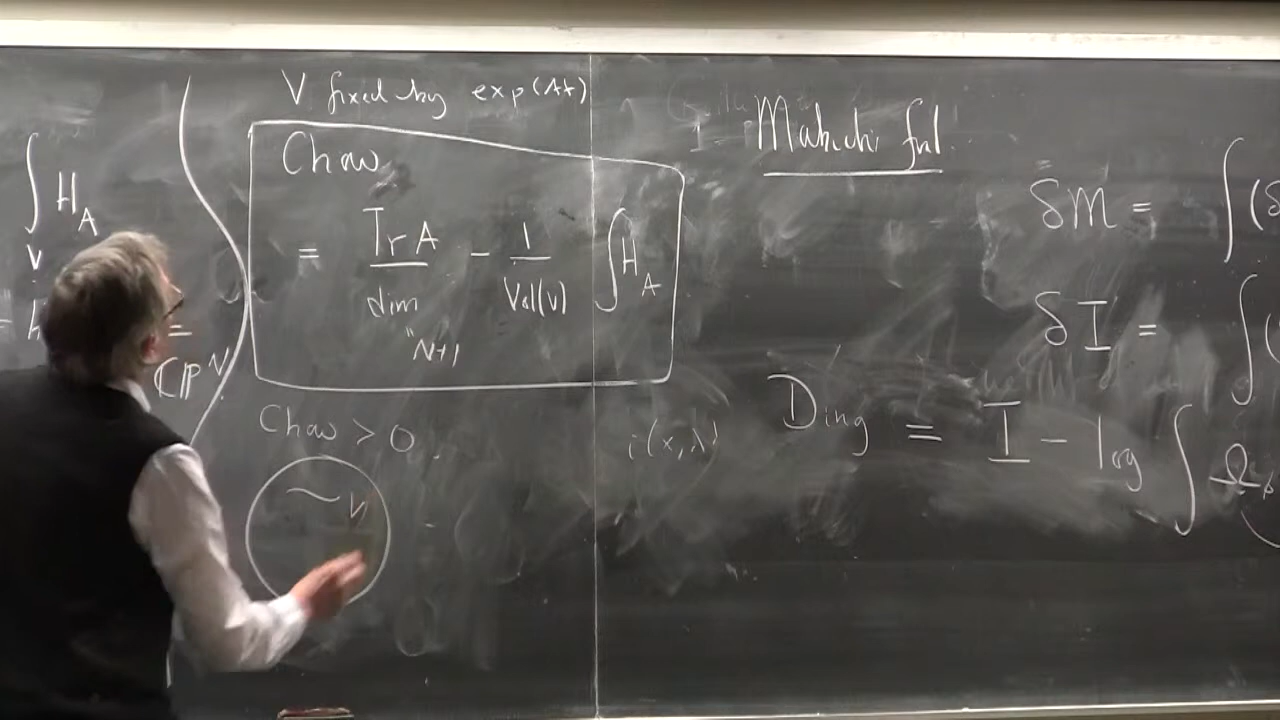 ∫_V H_A
=
CP^N
V fixed by exp(At)
Chow
= TrA / dim - 1 / Vol(V) ∫ H_A
" N+1
Chow > 0
V
i(x, λ)
Mabuchi fnl.
δM = ∫ (δ
δI = ∫ (
Ding = I - log ∫ Ω